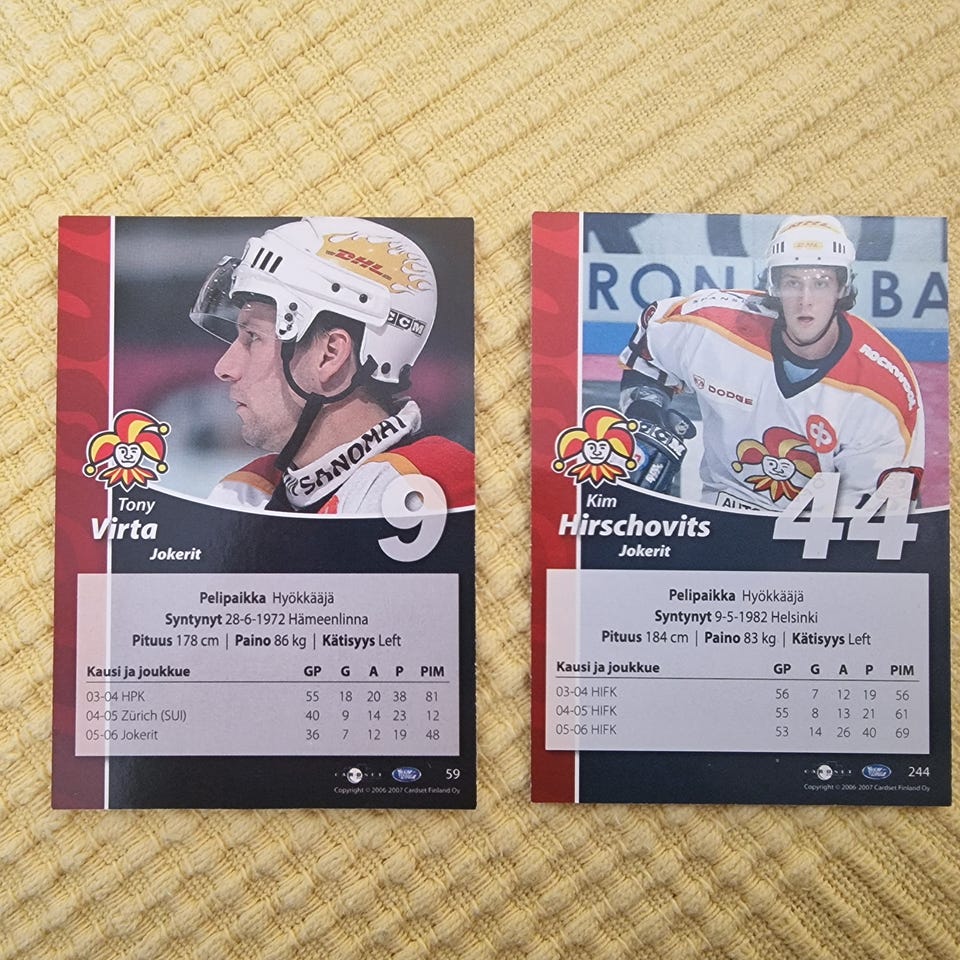 DHL
CCM
SANOMAT
9
Tony
Virta
Jokerit
Pelipaikka Hyökkääjä
Syntynyt 28-6-1972 Hämeenlinna
Pituus 178 cm | Paino 86 kg | Kätisyys Left
Kausi ja joukkue GP G A P PIM
03-04 HPK 55 18 20 38 81
04-05 Zürich (SUI) 40 9 14 23 12
05-06 Jokerit 36 7 12 19 48
CARDSET
59
Copyright © 2006-2007 Cardset Finland Oy
RON
BA
DHL
ROCKWOOL
DODGE
AUTO
44
Kim
Hirschovits
Jokerit
Pelipaikka Hyökkääjä
Syntynyt 9-5-1982 Helsinki
Pituus 184 cm | Paino 83 kg | Kätisyys Left
Kausi ja joukkue GP G A P PIM
03-04 HIFK 56 7 12 19 56
04-05 HIFK 55 8 13 21 61
05-06 HIFK 53 14 26 40 69
CARDSET
244
Copyright © 2006-2007 Cardset Finland Oy